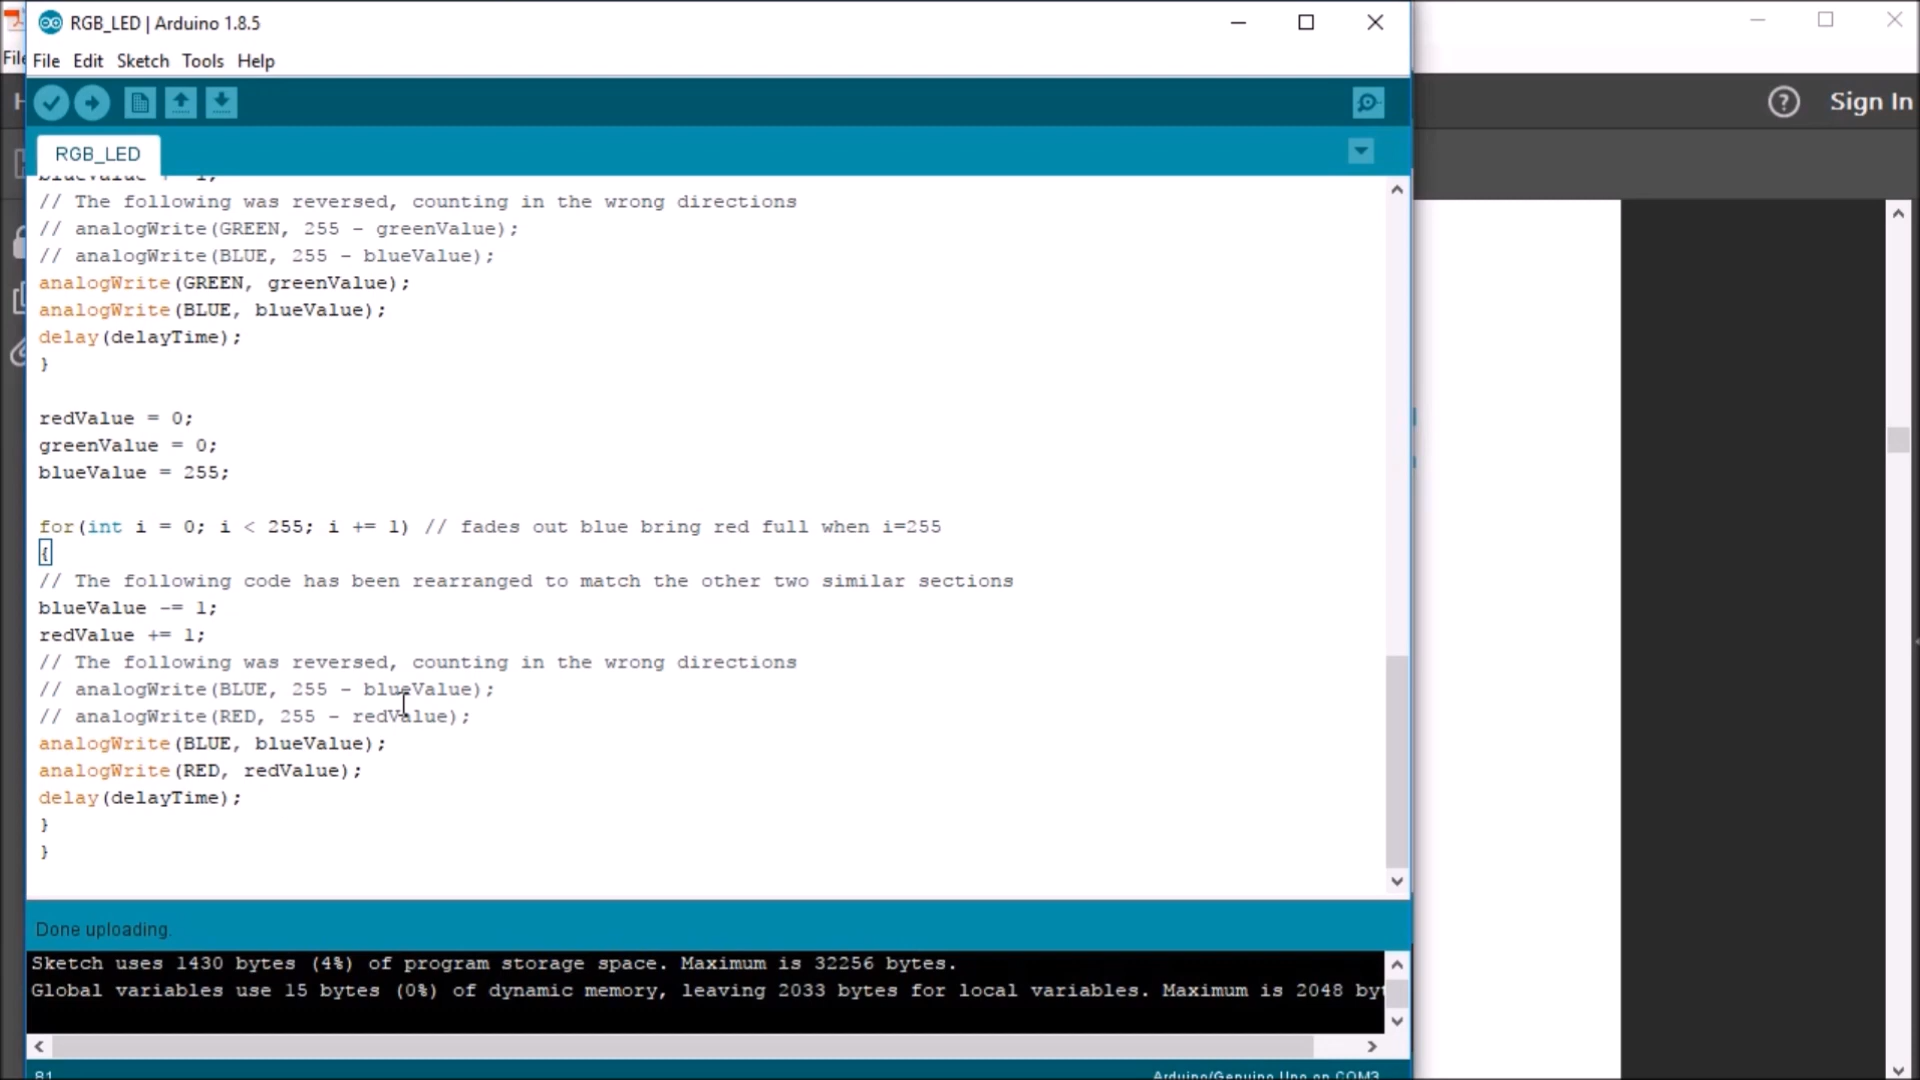 RGB_LED | Arduino 1.8.5
File Edit Sketch Tools Help
Sign In
RGB_LED
// The following was reversed, counting in the wrong directions
// analogWrite(GREEN, 255 - greenValue);
// analogWrite(BLUE, 255 - blueValue);
analogWrite(GREEN, greenValue);
analogWrite(BLUE, blueValue);
delay(delayTime);
}
redValue = 0;
greenValue = 0;
blueValue = 255;
for(int i = 0; i < 255; i += 1) // fades out blue bring red full when i=255
{
// The following code has been rearranged to match the other two similar sections
blueValue -= 1;
redValue += 1;
// The following was reversed, counting in the wrong directions
// analogWrite(BLUE, 255 - blueValue);
// analogWrite(RED, 255 - redValue);
analogWrite(BLUE, blueValue);
analogWrite(RED, redValue);
delay(delayTime);
}
}
Done uploading.
Sketch uses 1430 bytes (4%) of program storage space. Maximum is 32256 bytes.
Global variables use 15 bytes (0%) of dynamic memory, leaving 2033 bytes for local variables. Maximum is 2048 byt
81
Arduino/Genuino Uno on COM3